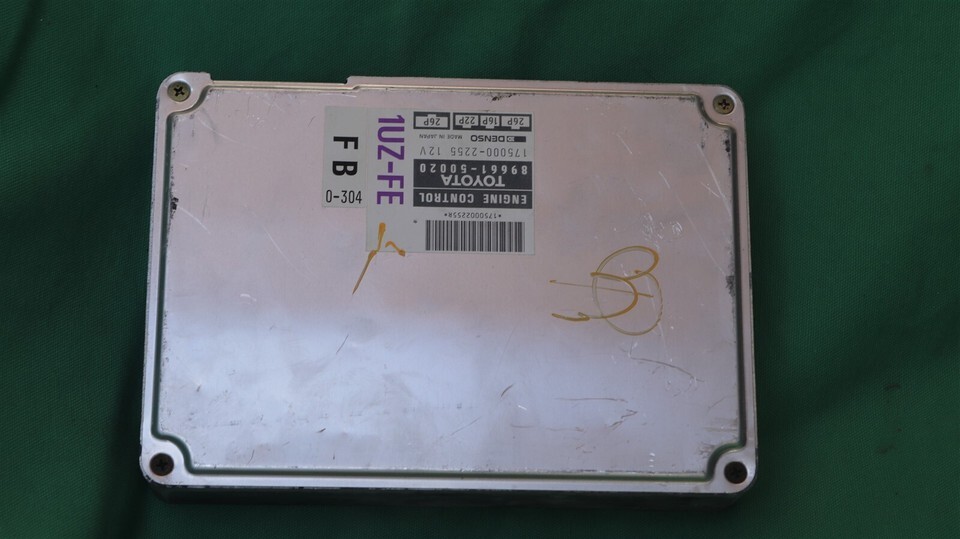 *1750002255R*
ENGINE CONTROL
TOYOTA
89661-50020
175000-2255 12V
DENSO MADE IN JAPAN
26P 16P 22P 26P
1UZ-FE
FB
0-304